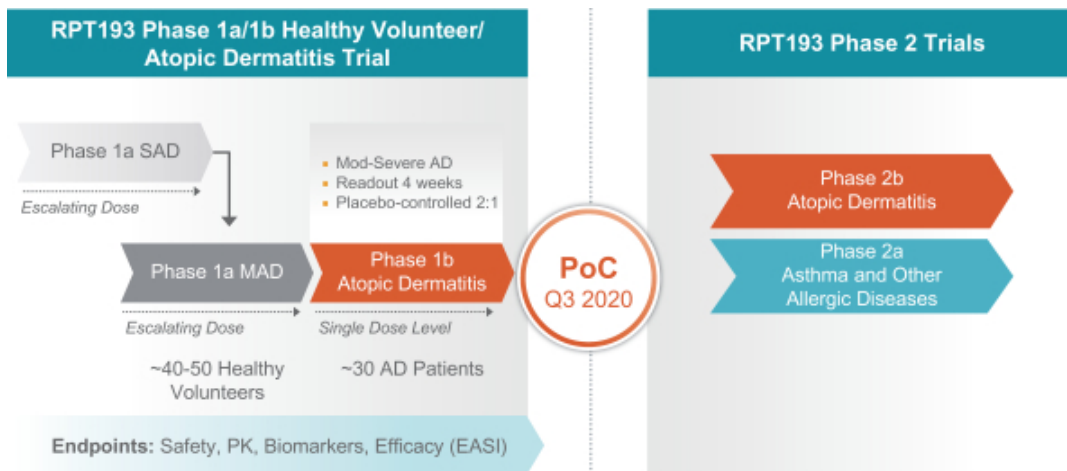 RPT193 Phase 1a/1b Healthy Volunteer/
Atopic Dermatitis Trial
RPT193 Phase 2 Trials
Phase 1a SAD
Escalating Dose
▪ Mod-Severe AD
▪ Readout 4 weeks
▪ Placebo-controlled 2:1
Phase 1a MAD
Escalating Dose
~40-50 Healthy
Volunteers
Phase 1b
Atopic Dermatitis
Single Dose Level
~30 AD Patients
PoC
Q3 2020
Phase 2b
Atopic Dermatitis
Phase 2a
Asthma and Other
Allergic Diseases
Endpoints: Safety, PK, Biomarkers, Efficacy (EASI)